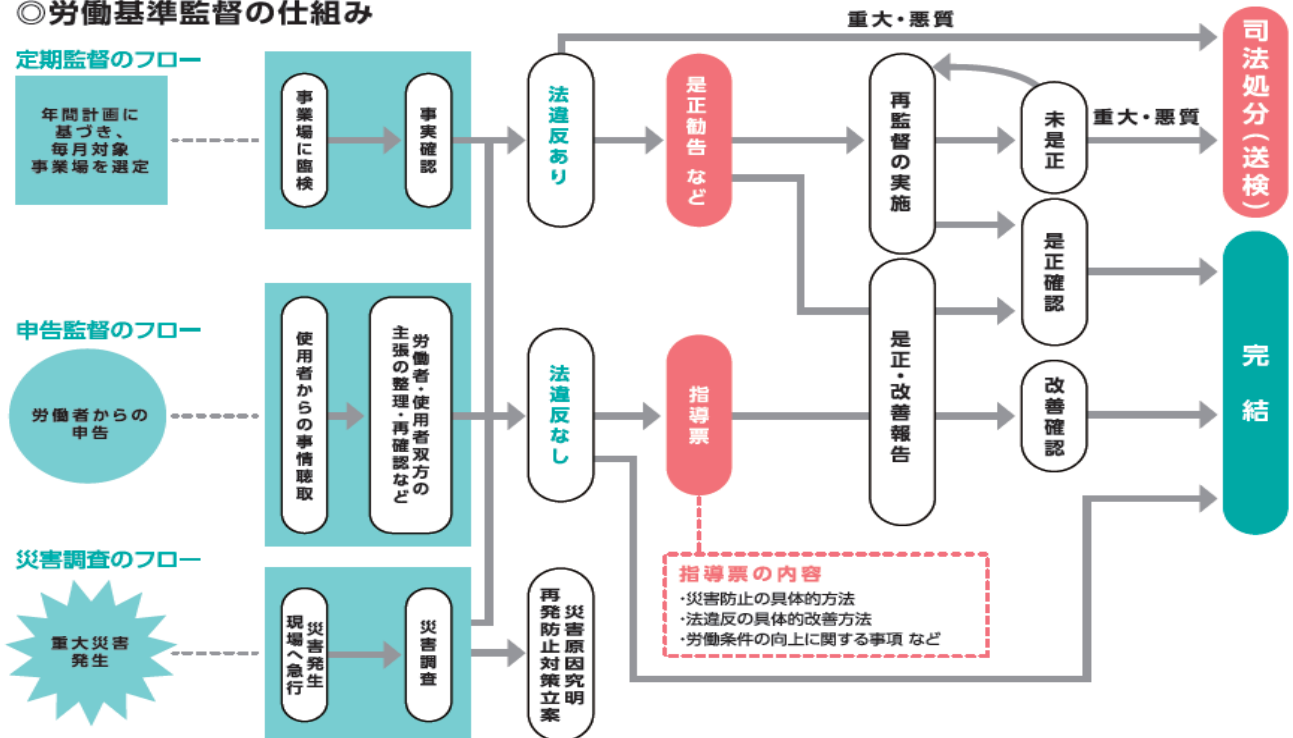 ◎労働基準監督の仕組み
重大・悪質
定期監督のフロー
年間計画に
基づき、
毎月対象
事業場を選定
事業場に臨検
事実確認
法違反あり
是正勧告 など
再監督の実施
未是正
重大・悪質
司法処分(送検)
是正確認
申告監督のフロー
労働者からの
申告
使用者からの事情聴取
労働者・使用者双方の
主張の整理・再確認など
法違反なし
指導票
是正・改善報告
改善確認
完結
災害調査のフロー
重大災害
発生
災害発生
現場へ急行
災害調査
災害原因究明
再発防止対策立案
指導票の内容
・災害防止の具体的方法
・法違反の具体的改善方法
・労働条件の向上に関する事項 など